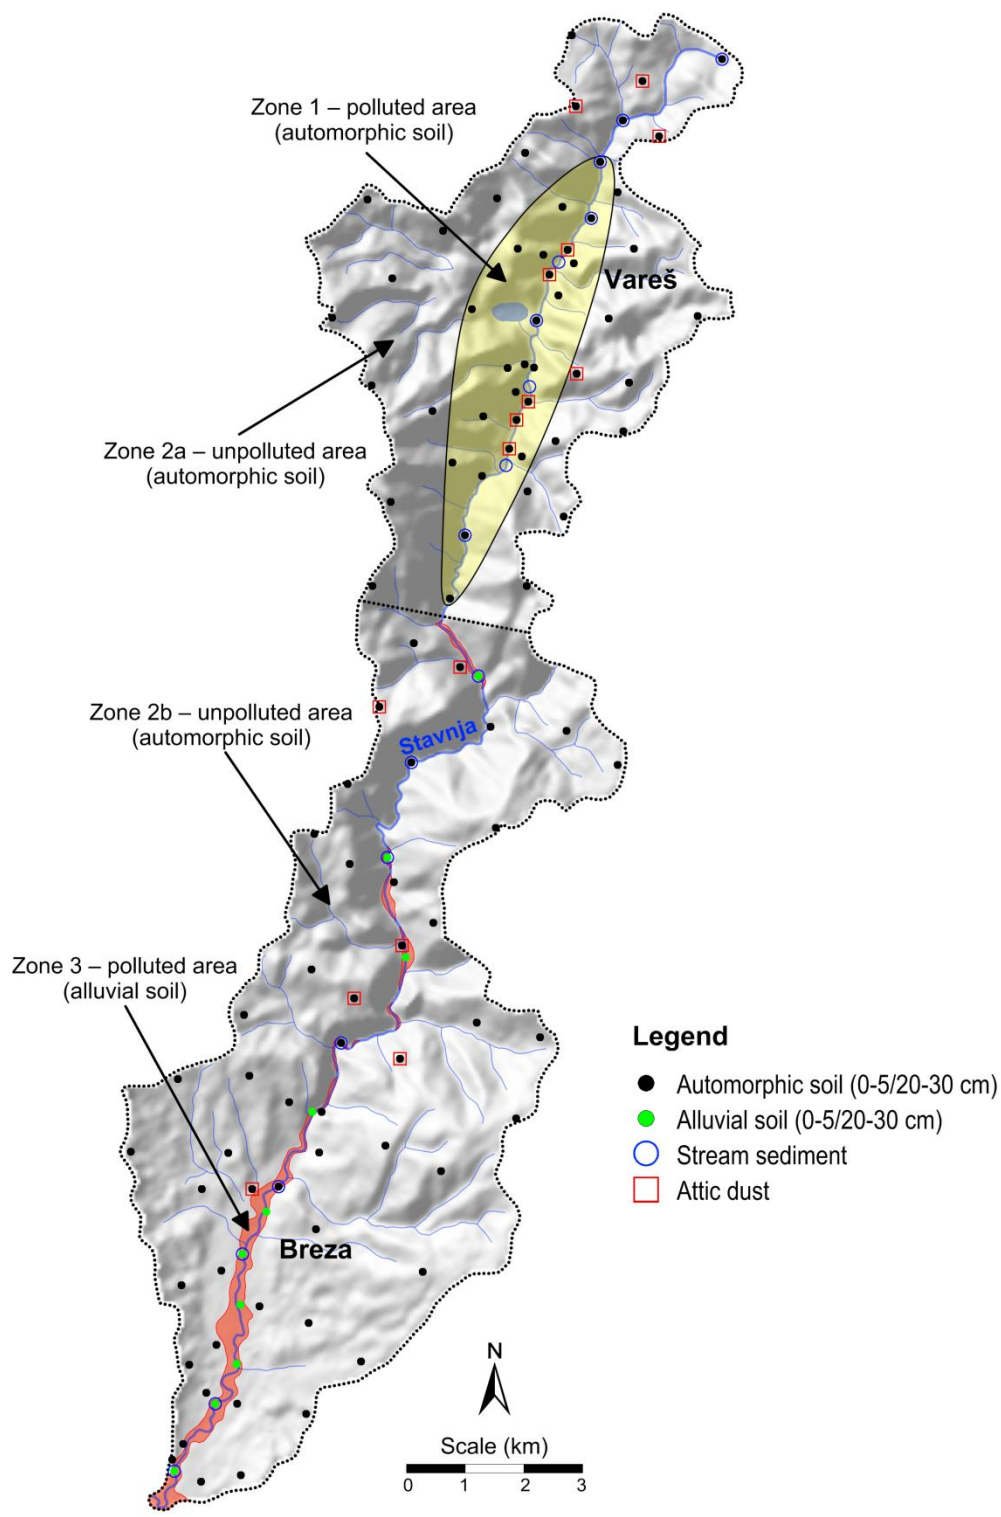 Zone 1 – polluted area
(automorphic soil)
Vareš
Zone 2a – unpolluted area
(automorphic soil)
Zone 2b – unpolluted area
(automorphic soil)
Stavnja
Zone 3 – polluted area
(alluvial soil)
Breza
Legend
Automorphic soil (0-5/20-30 cm)
Alluvial soil (0-5/20-30 cm)
Stream sediment
Attic dust
N
Scale (km)
0 1 2 3